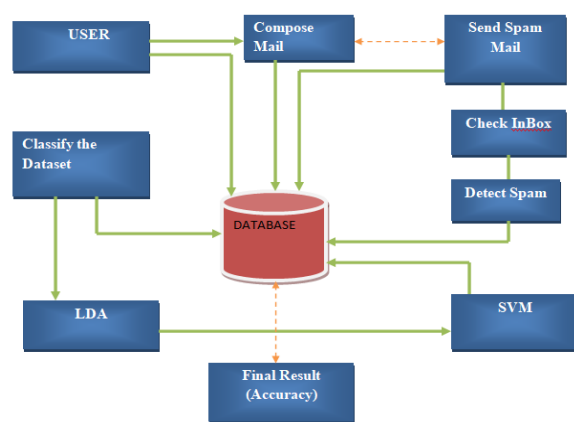 USER
Compose
Mail
Send Spam
Mail
Check InBox
Classify the
Dataset
Detect Spam
DATABASE
LDA
SVM
Final Result
(Accuracy)